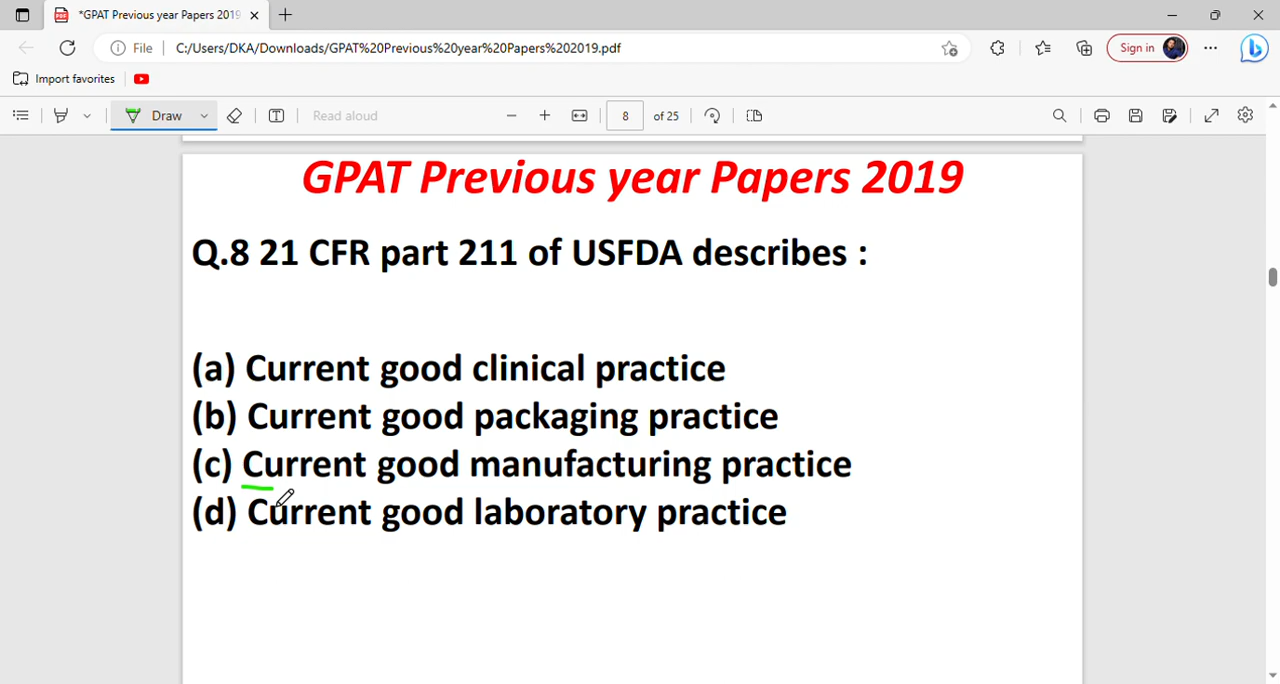 *GPAT Previous year Papers 2019
File
C:/Users/DKA/Downloads/GPAT%20Previous%20year%20Papers%202019.pdf
Sign in
Import favorites
Draw
Read aloud
8 of 25
GPAT Previous year Papers 2019
Q.8 21 CFR part 211 of USFDA describes :
(a) Current good clinical practice
(b) Current good packaging practice
(c) Current good manufacturing practice
(d) Current good laboratory practice